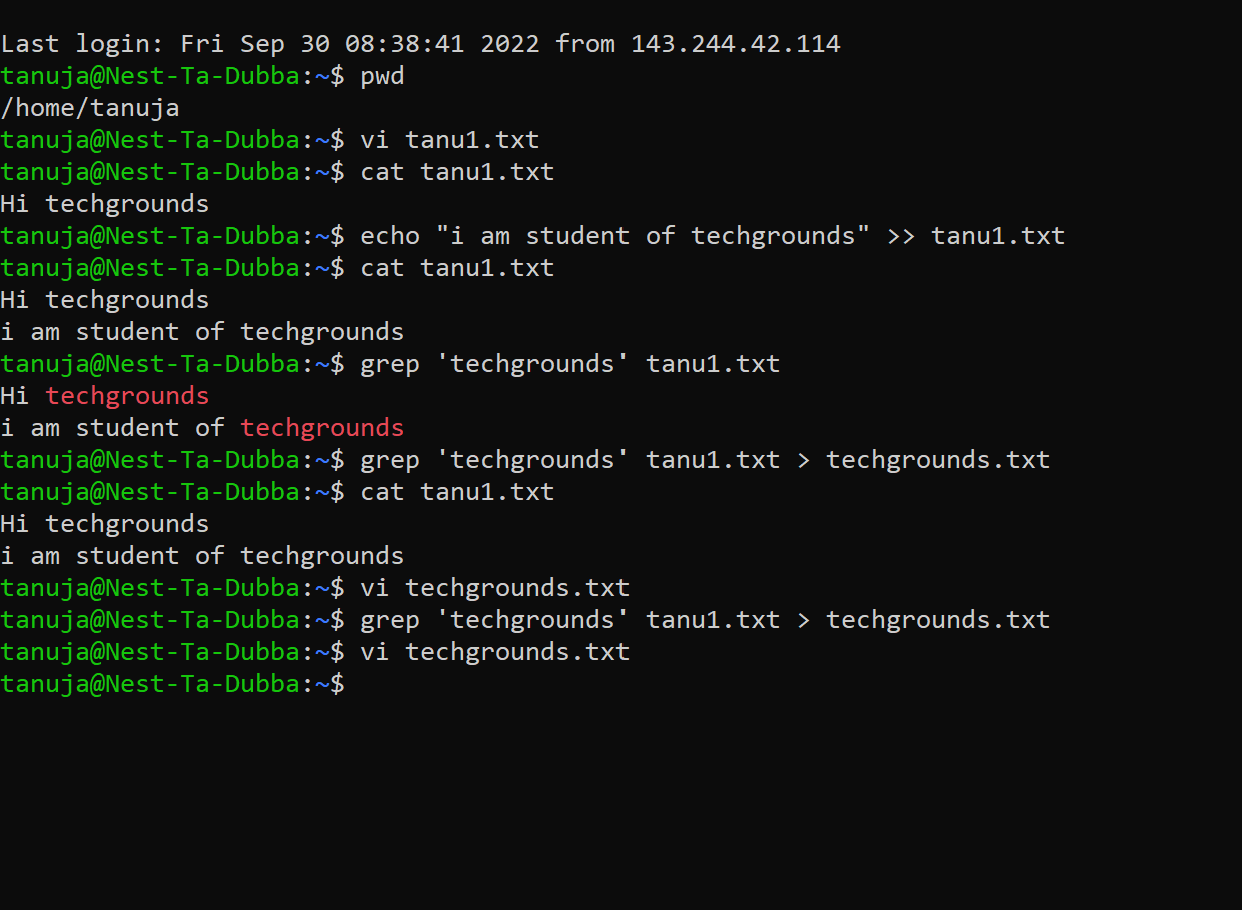 Last login: Fri Sep 30 08:38:41 2022 from 143.244.42.114
tanuja@Nest-Ta-Dubba:~$ pwd
/home/tanuja
tanuja@Nest-Ta-Dubba:~$ vi tanu1.txt
tanuja@Nest-Ta-Dubba:~$ cat tanu1.txt
Hi techgrounds
tanuja@Nest-Ta-Dubba:~$ echo "i am student of techgrounds" >> tanu1.txt
tanuja@Nest-Ta-Dubba:~$ cat tanu1.txt
Hi techgrounds
i am student of techgrounds
tanuja@Nest-Ta-Dubba:~$ grep 'techgrounds' tanu1.txt
Hi techgrounds
i am student of techgrounds
tanuja@Nest-Ta-Dubba:~$ grep 'techgrounds' tanu1.txt > techgrounds.txt
tanuja@Nest-Ta-Dubba:~$ cat tanu1.txt
Hi techgrounds
i am student of techgrounds
tanuja@Nest-Ta-Dubba:~$ vi techgrounds.txt
tanuja@Nest-Ta-Dubba:~$ grep 'techgrounds' tanu1.txt > techgrounds.txt
tanuja@Nest-Ta-Dubba:~$ vi techgrounds.txt
tanuja@Nest-Ta-Dubba:~$